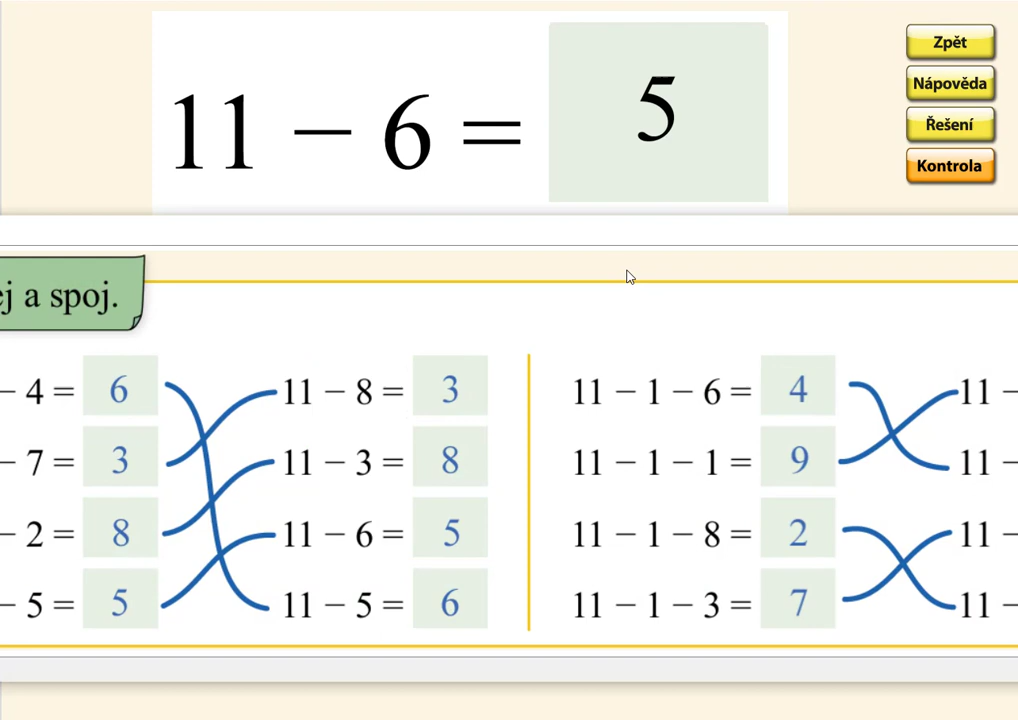 11 − 6 = 5
Zpět
Nápověda
Řešení
Kontrola
ej a spoj.
− 4 = 6 11 − 8 = 3 11 − 1 − 6 = 4 11 −
− 7 = 3 11 − 3 = 8 11 − 1 − 1 = 9 11 −
− 2 = 8 11 − 6 = 5 11 − 1 − 8 = 2 11 −
− 5 = 5 11 − 5 = 6 11 − 1 − 3 = 7 11 −